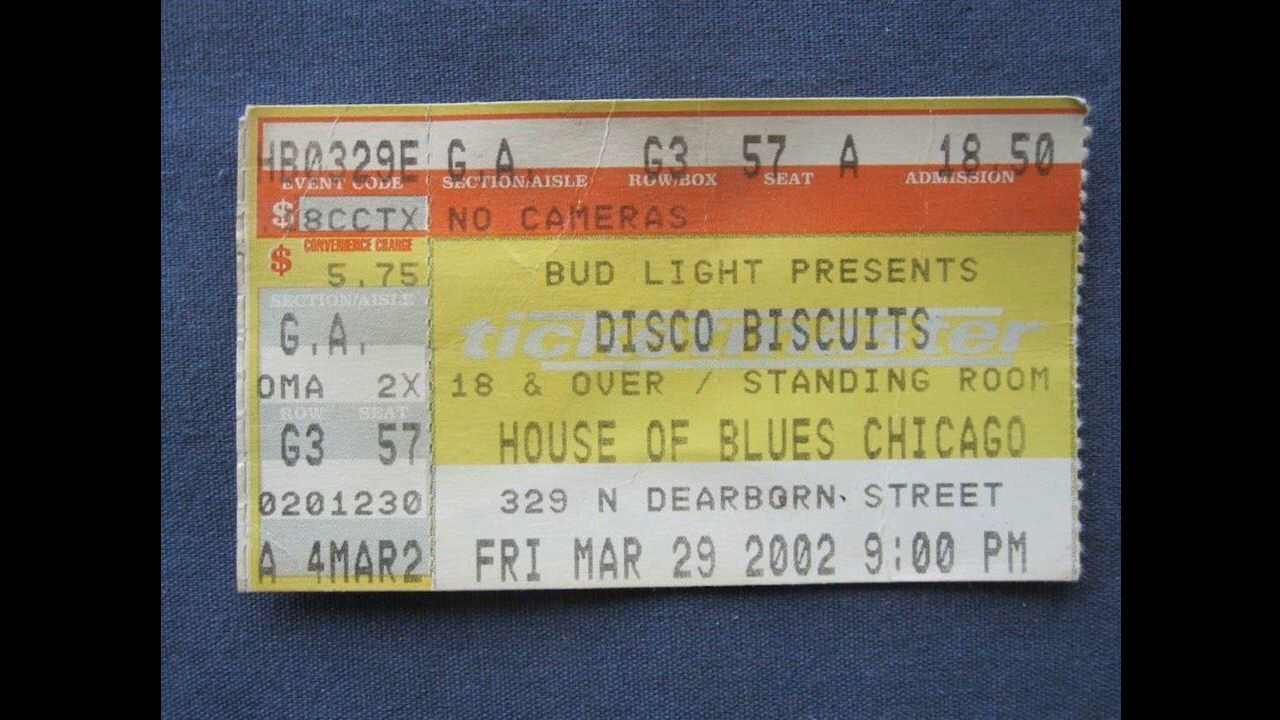 HB0329E G.A. G3 57 A 18.50
EVENT CODE SECTION/AISLE ROW/BOX SEAT ADMISSION
$ 18CCTX NO CAMERAS
$ CONVENIENCE CHARGE
5.75 BUD LIGHT PRESENTS
SECTION/AISLE
ticketmaster
G.A. DISCO BISCUITS
OMA 2X 18 & OVER / STANDING ROOM
ROW SEAT
G3 57 HOUSE OF BLUES CHICAGO
0201230 329 N DEARBORN STREET
A 4MAR2 FRI MAR 29 2002 9:00 PM